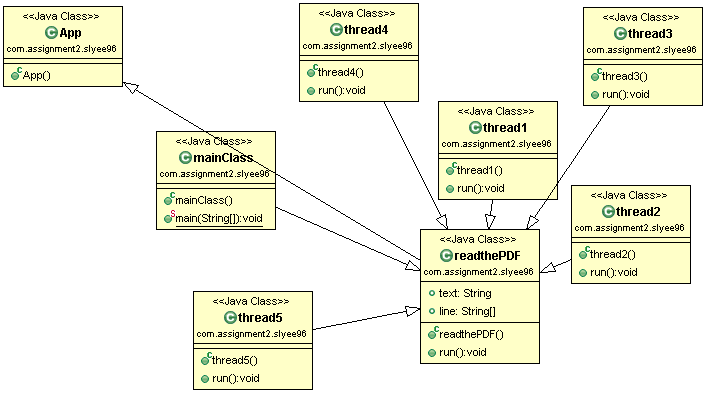 <<Java Class>>
App
com.assignment2.slyee96
App()
<<Java Class>>
thread4
com.assignment2.slyee96
thread4()
run():void
<<Java Class>>
thread3
com.assignment2.slyee96
thread3()
run():void
<<Java Class>>
thread1
com.assignment2.slyee96
thread1()
run():void
<<Java Class>>
mainClass
com.assignment2.slyee96
mainClass()
main(String[]):void
<<Java Class>>
thread2
com.assignment2.slyee96
thread2()
run():void
<<Java Class>>
readthePDF
com.assignment2.slyee96
text: String
line: String[]
readthePDF()
run():void
<<Java Class>>
thread5
com.assignment2.slyee96
thread5()
run():void